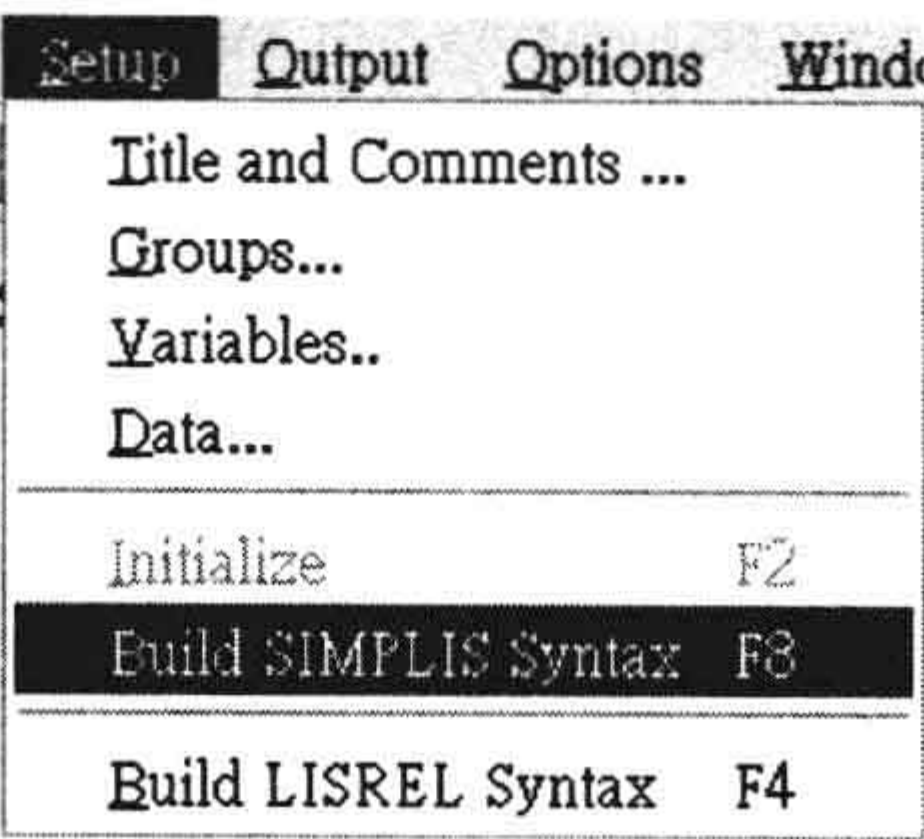 Setup Output Options Windo
Title and Comments ...
Groups...
Variables..
Data...
Initialize F2
Build SIMPLIS Syntax F8
Build LISREL Syntax F4